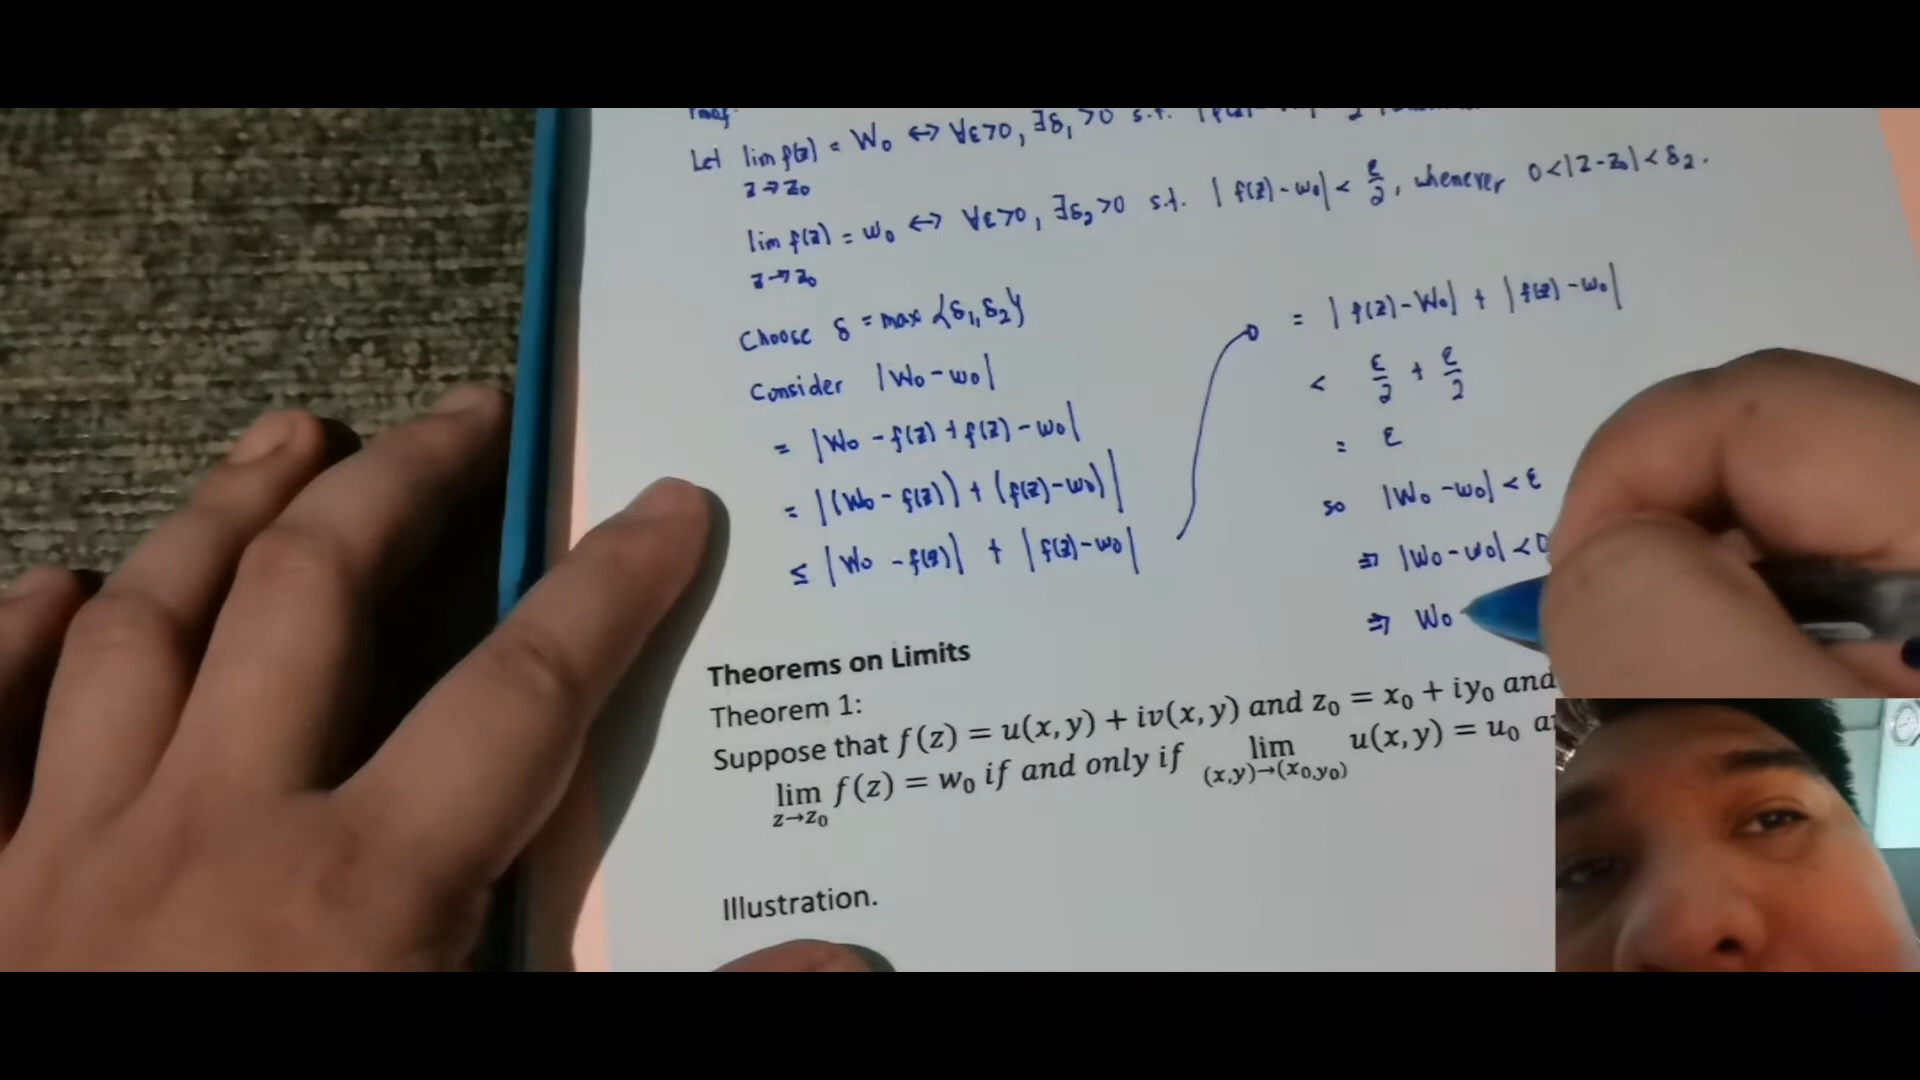 Proof:
Let lim f(z) = W₀ ↔ ∀ε>0, ∃δ₁ >0 s.t.
z→z₀
lim f(z) = w₀ ↔ ∀ε>0, ∃δ₂>0 s.t. | f(z) - w₀| < ε/2, whenever 0<|z-z₀|<δ₂.
z→z₀
Choose δ = max {δ₁, δ₂}
Consider |W₀ - w₀|
= |W₀ - f(z) + f(z) - w₀|
= |(W₀ - f(z)) + (f(z) - w₀)|
≤ |W₀ - f(z)| + |f(z) - w₀|
= | f(z) - W₀| + |f(z) - w₀|
< ε/2 + ε/2
= ε
so |W₀ - w₀| < ε
⇒ |W₀ - w₀| < 0
⇒ W₀
Theorems on Limits
Theorem 1:
Suppose that f(z) = u(x, y) + iv(x, y) and z₀ = x₀ + iy₀ and
lim f(z) = w₀ if and only if lim u(x, y) = u₀
z→z₀ (x,y)→(x₀,y₀)
Illustration.